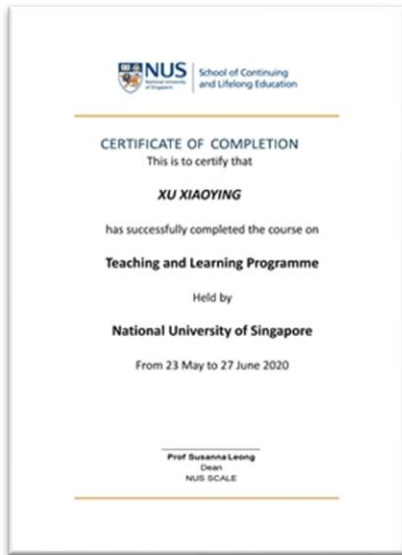 NUS
National University
of Singapore
School of Continuing
and Lifelong Education
CERTIFICATE OF COMPLETION
This is to certify that
XU XIAOYING
has successfully completed the course on
Teaching and Learning Programme
Held by
National University of Singapore
From 23 May to 27 June 2020
Prof Susanna Leong
Dean
NUS SCALE